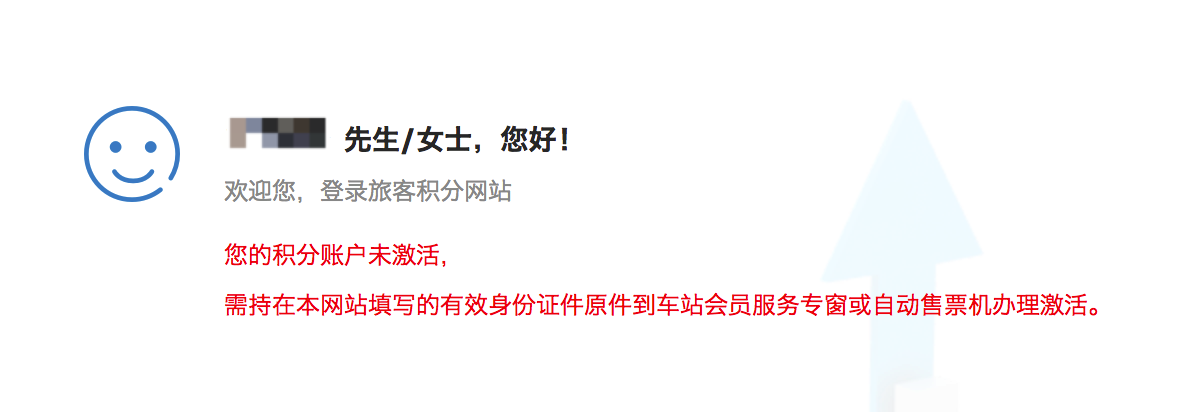 先生/女士，您好！
欢迎您，登录旅客积分网站
您的积分账户未激活，
需持在本网站填写的有效身份证件原件到车站会员服务专窗或自动售票机办理激活。